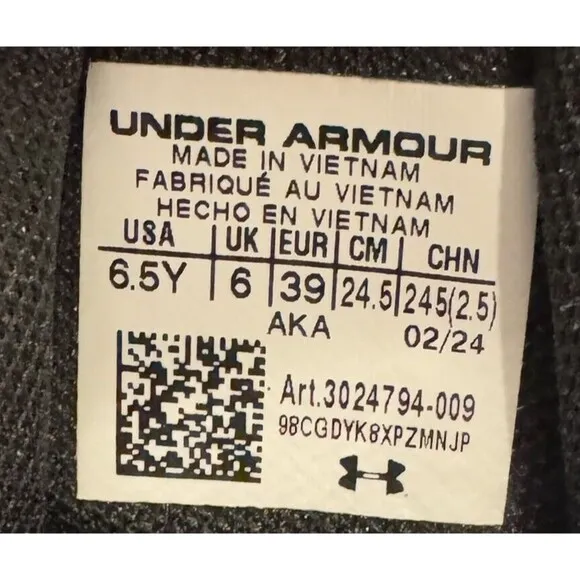 UNDER ARMOUR
MADE IN VIETNAM
FABRIQUÉ AU VIETNAM
HECHO EN VIETNAM
USA UK EUR CM CHN
6.5Y 6 39 24.5 245(2.5)
AKA 02/24
Art.3024794-009
98CGDYK8XPZMNJP